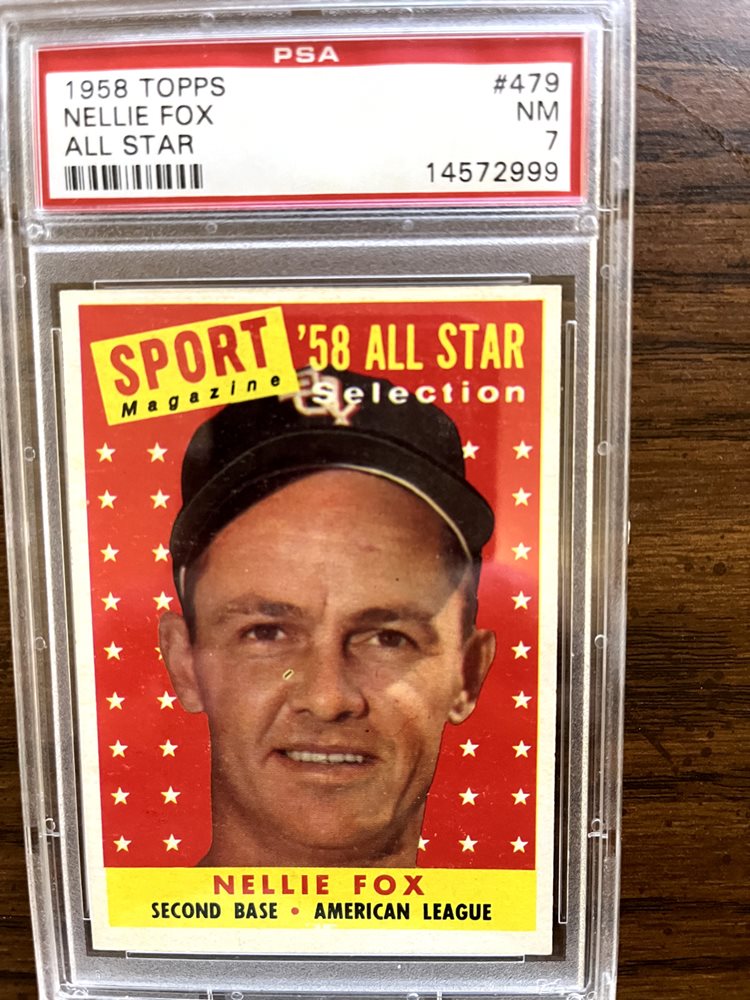 PSA
1958 TOPPS #479
NELLIE FOX NM
ALL STAR 7
14572999
SPORT
Magazine
'58 ALL STAR
Selection
NELLIE FOX
SECOND BASE • AMERICAN LEAGUE